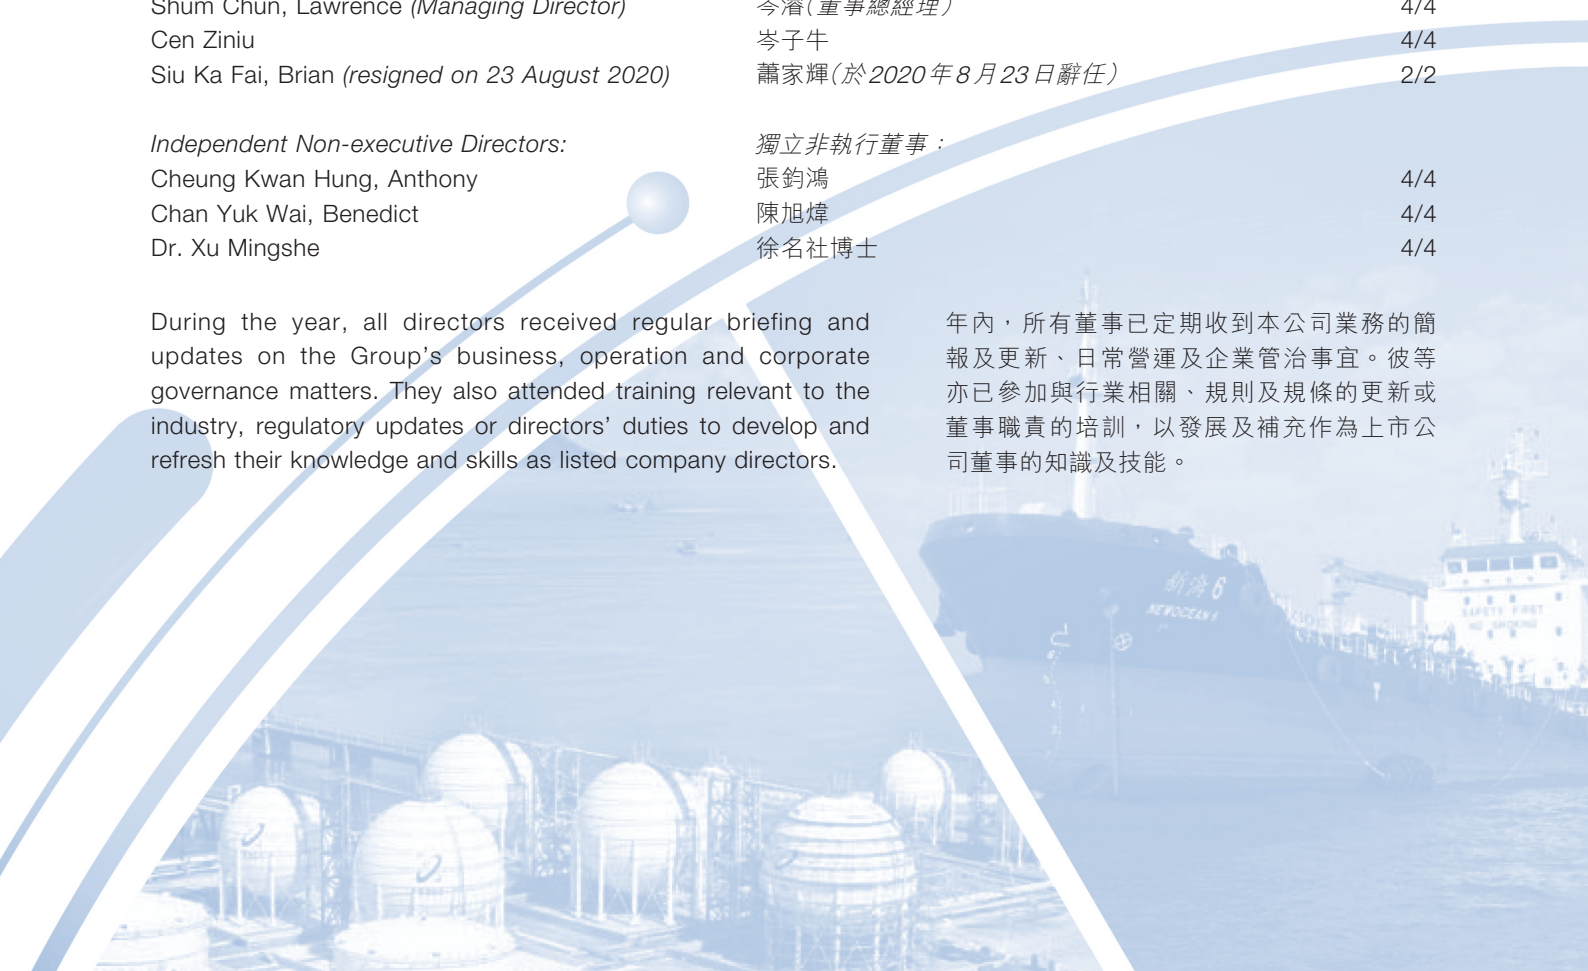 Shum Chun, Lawrence (Managing Director) 岑濬(董事總經理) 4/4
Cen Ziniu 岑子牛 4/4
Siu Ka Fai, Brian (resigned on 23 August 2020) 蕭家輝(於2020年8月23日辭任) 2/2
Independent Non-executive Directors: 獨立非執行董事：
Cheung Kwan Hung, Anthony 張鈞鴻 4/4
Chan Yuk Wai, Benedict 陳旭煒 4/4
Dr. Xu Mingshe 徐名社博士 4/4
During the year, all directors received regular briefing and
updates on the Group’s business, operation and corporate
governance matters. They also attended training relevant to the
industry, regulatory updates or directors’ duties to develop and
refresh their knowledge and skills as listed company directors.
年內，所有董事已定期收到本公司業務的簡
報及更新、日常營運及企業管治事宜。彼等
亦已參加與行業相關、規則及規條的更新或
董事職責的培訓，以發展及補充作為上市公
司董事的知識及技能。
新海 6
NEWOCEAN 6
SAFETY FIRST
NO SMOKING